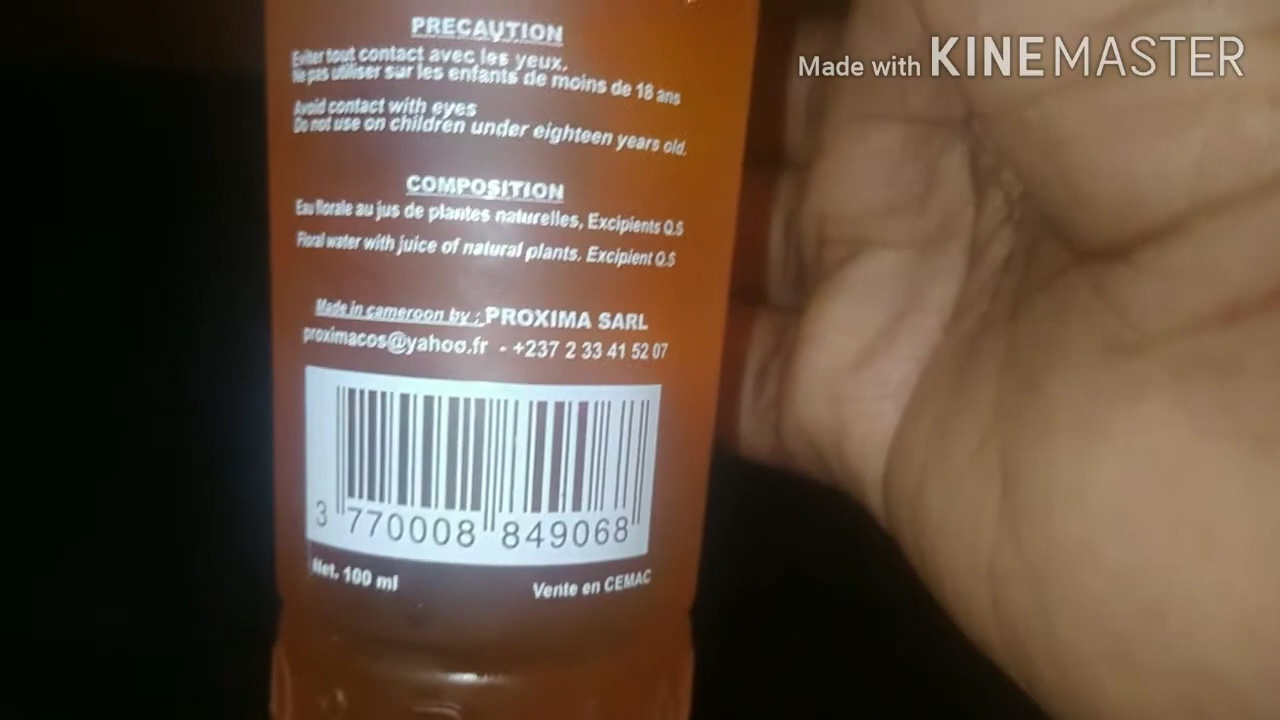 Made with KINEMASTER
PRECAUTION
Eviter tout contact avec les yeux.
Ne pas utiliser sur les enfants de moins de 18 ans
Avoid contact with eyes
Do not use on children under eighteen years old.
COMPOSITION
Eau florale au jus de plantes naturelles, Excipients Q.S
Floral water with juice of natural plants. Excipient Q.S
Made in cameroon by : PROXIMA SARL
proximacos@yahoo.fr - +237 2 33 41 52 07
3 770008 849068
Net. 100 ml
Vente en CEMAC